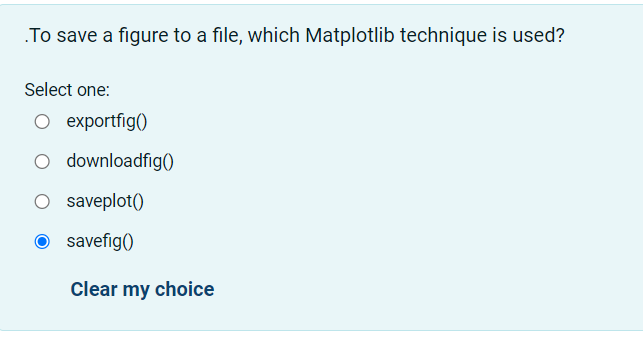 .To save a figure to a file, which Matplotlib technique is used?
Select one:
exportfig()
downloadfig()
saveplot()
savefig()
Clear my choice